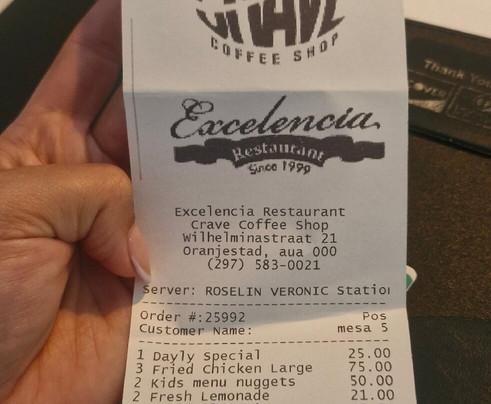 CRAVE
COFFEE SHOP
Thank You
Excelencia
Restaurant
Since 1999
Excelencia Restaurant
Crave Coffee Shop
Wilhelminastraat 21
Oranjestad, aua 000
(297) 583-0021
Server: ROSELIN VERONIC Station
Order #:25992 Pos
Customer Name: mesa 5
1 Dayly Special 25.00
3 Fried Chicken Large 75.00
2 Kids menu nuggets 50.00
2 Fresh Lemonade 21.00